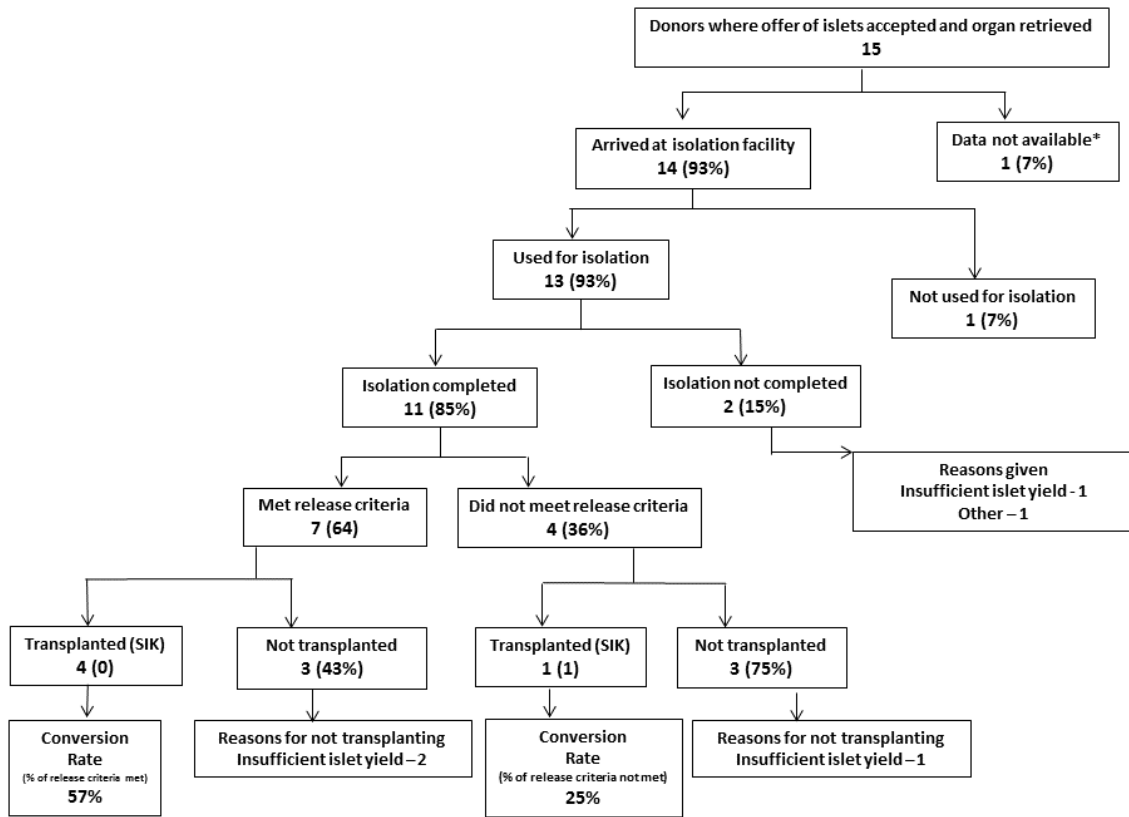 Donors where offer of islets accepted and organ retrieved
15
Arrived at isolation facility
14 (93%)
Data not available*
1 (7%)
Used for isolation
13 (93%)
Not used for isolation
1 (7%)
Isolation completed
11 (85%)
Isolation not completed
2 (15%)
Reasons given
Insufficient islet yield - 1
Other – 1
Met release criteria
7 (64)
Did not meet release criteria
4 (36%)
Transplanted (SIK)
4 (0)
Not transplanted
3 (43%)
Transplanted (SIK)
1 (1)
Not transplanted
3 (75%)
Conversion
Rate
(% of release criteria met)
57%
Reasons for not transplanting
Insufficient islet yield – 2
Conversion
Rate
(% of release criteria not met)
25%
Reasons for not transplanting
Insufficient islet yield – 1